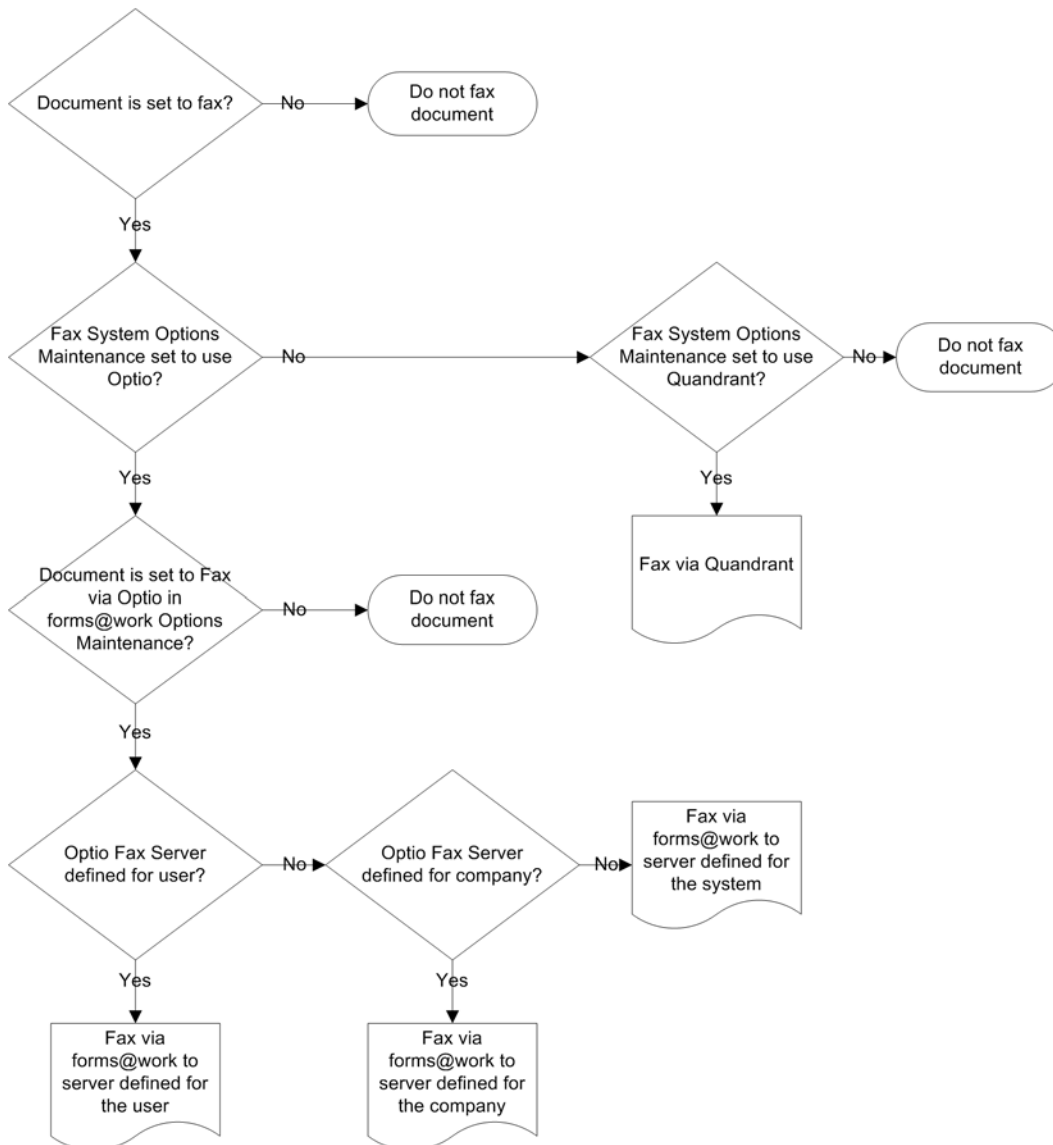 Document is set to fax?
No
Do not fax
document
Yes
Fax System Options
Maintenance set to use
Optio?
No
Fax System Options
Maintenance set to use
Quandrant?
No
Do not fax
document
Yes
Yes
Document is set to Fax
via Optio in
forms@work Options
Maintenance?
No
Do not fax
document
Fax via Quandrant
Yes
Optio Fax Server
defined for user?
No
Optio Fax Server
defined for company?
No
Fax via
forms@work to
server defined for
the system
Yes
Yes
Fax via
forms@work to
server defined for
the user
Fax via
forms@work to
server defined for
the company